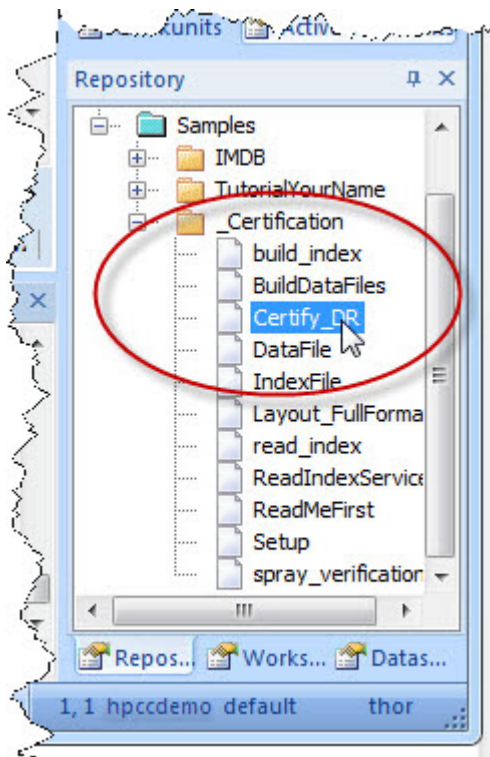 Repository
Samples
IMDB
TutorialYourName
_Certification
build_index
BuildDataFiles
Certify_DR
DataFile
IndexFile
Layout_FullForma
read_index
ReadIndexService
ReadMeFirst
Setup
spray_verification
Repos... Works... Datas...
1, 1 hpccdemo default thor